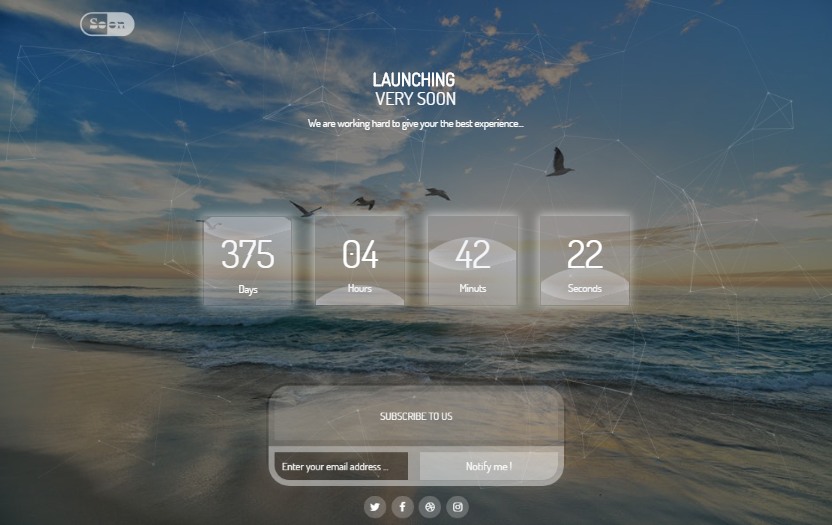 Soon
LAUNCHING
VERY SOON
We are working hard to give your the best experience...
375
04
42
22
Days
Hours
Minuts
Seconds
SUBSCRIBE TO US
Enter your email address ...
Notify me !